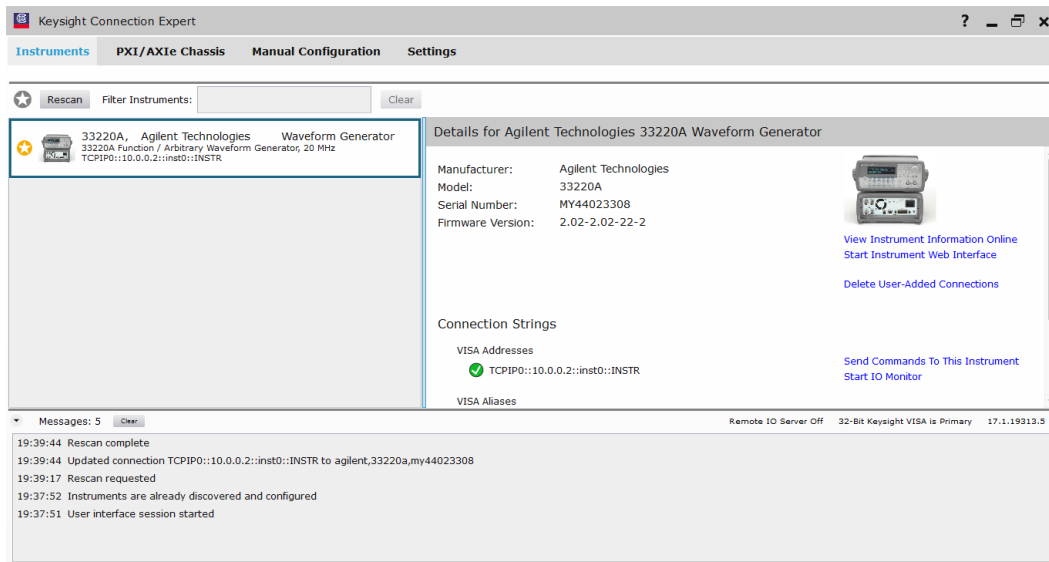 Keysight Connection Expert
?
Instruments PXI/AXIe Chassis Manual Configuration Settings
Rescan Filter Instruments: Clear
33220A, Agilent Technologies Waveform Generator
33220A Function / Arbitrary Waveform Generator, 20 MHz
TCPIP0::10.0.0.2::inst0::INSTR
Details for Agilent Technologies 33220A Waveform Generator
Manufacturer: Agilent Technologies
Model: 33220A
Serial Number: MY44023308
Firmware Version: 2.02-2.02-22-2
View Instrument Information Online
Start Instrument Web Interface
Delete User-Added Connections
Connection Strings
VISA Addresses
TCPIP0::10.0.0.2::inst0::INSTR
VISA Aliases
Send Commands To This Instrument
Start IO Monitor
Messages: 5 Clear Remote IO Server Off 32-Bit Keysight VISA is Primary 17.1.19313.5
19:39:44 Rescan complete
19:39:44 Updated connection TCPIP0::10.0.0.2::inst0::INSTR to agilent,33220a,my44023308
19:39:17 Rescan requested
19:37:52 Instruments are already discovered and configured
19:37:51 User interface session started